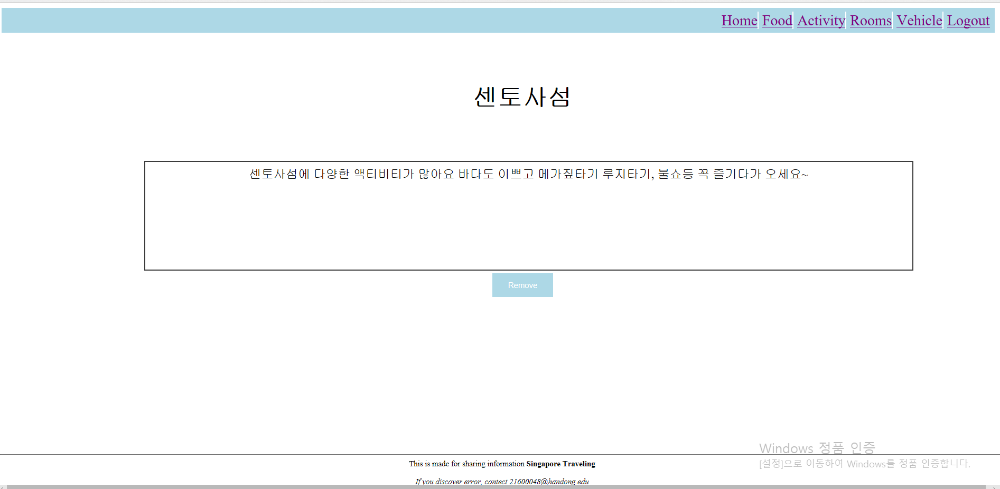 Home Food Activity Rooms Vehicle Logout
센토사섬
센토사섬에 다양한 액티비티가 많아요 바다도 이쁘고 메가짚타기 루지타기, 불쇼등 꼭 즐기다가 오세요~
Remove
Windows 정품 인증
[설정]으로 이동하여 Windows를 정품 인증합니다.
This is made for sharing information Singapore Traveling
If you discover error, contect 21600048@handong.edu